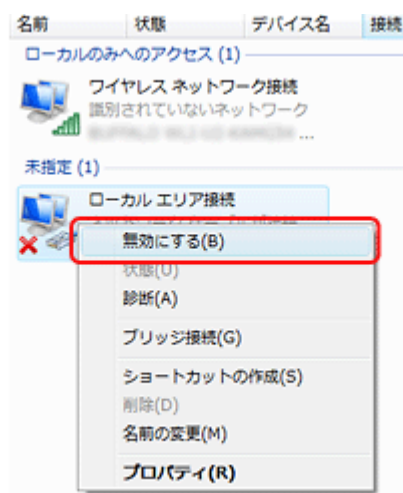 名前 状態 デバイス名 接続
ローカルのみへのアクセス (1)
ワイヤレス ネットワーク接続
識別されていないネットワーク
...
未指定 (1)
ローカル エリア接続
無効にする(B)
状態(U)
診断(A)
ブリッジ接続(G)
ショートカットの作成(S)
削除(D)
名前の変更(M)
プロパティ(R)